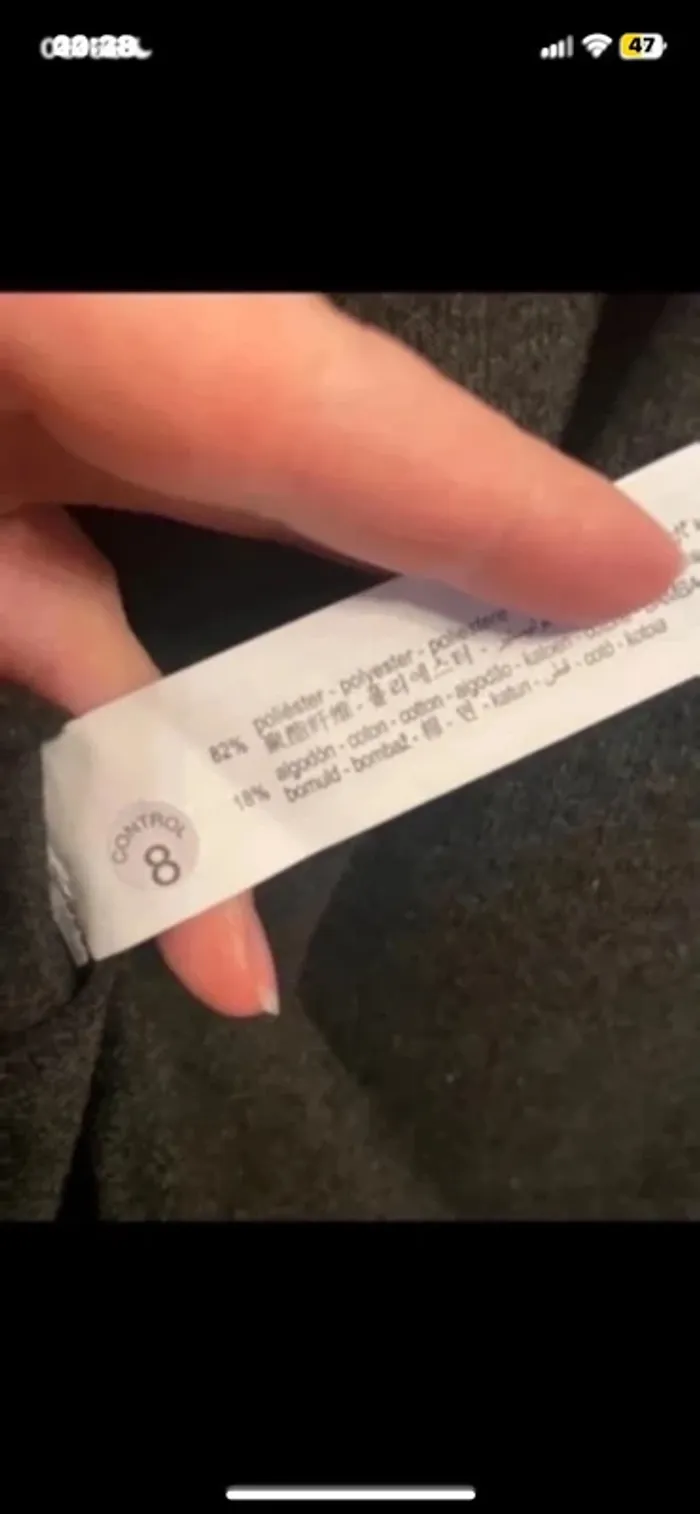 47
82% poliéster - polyester - poliestere
聚酯纤维 - 폴리에스터 -
18% algodón - coton - cotton - algodão - katoen -
bomuld - bombaž - 棉 - 면 - katun - قطن - cotó - kotoia
CONTROL
8